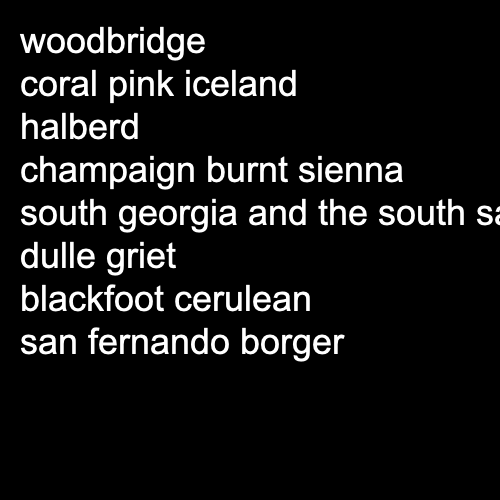 woodbridge
coral pink iceland
halberd
champaign burnt sienna
south georgia and the south
dulle griet
blackfoot cerulean
san fernando borger